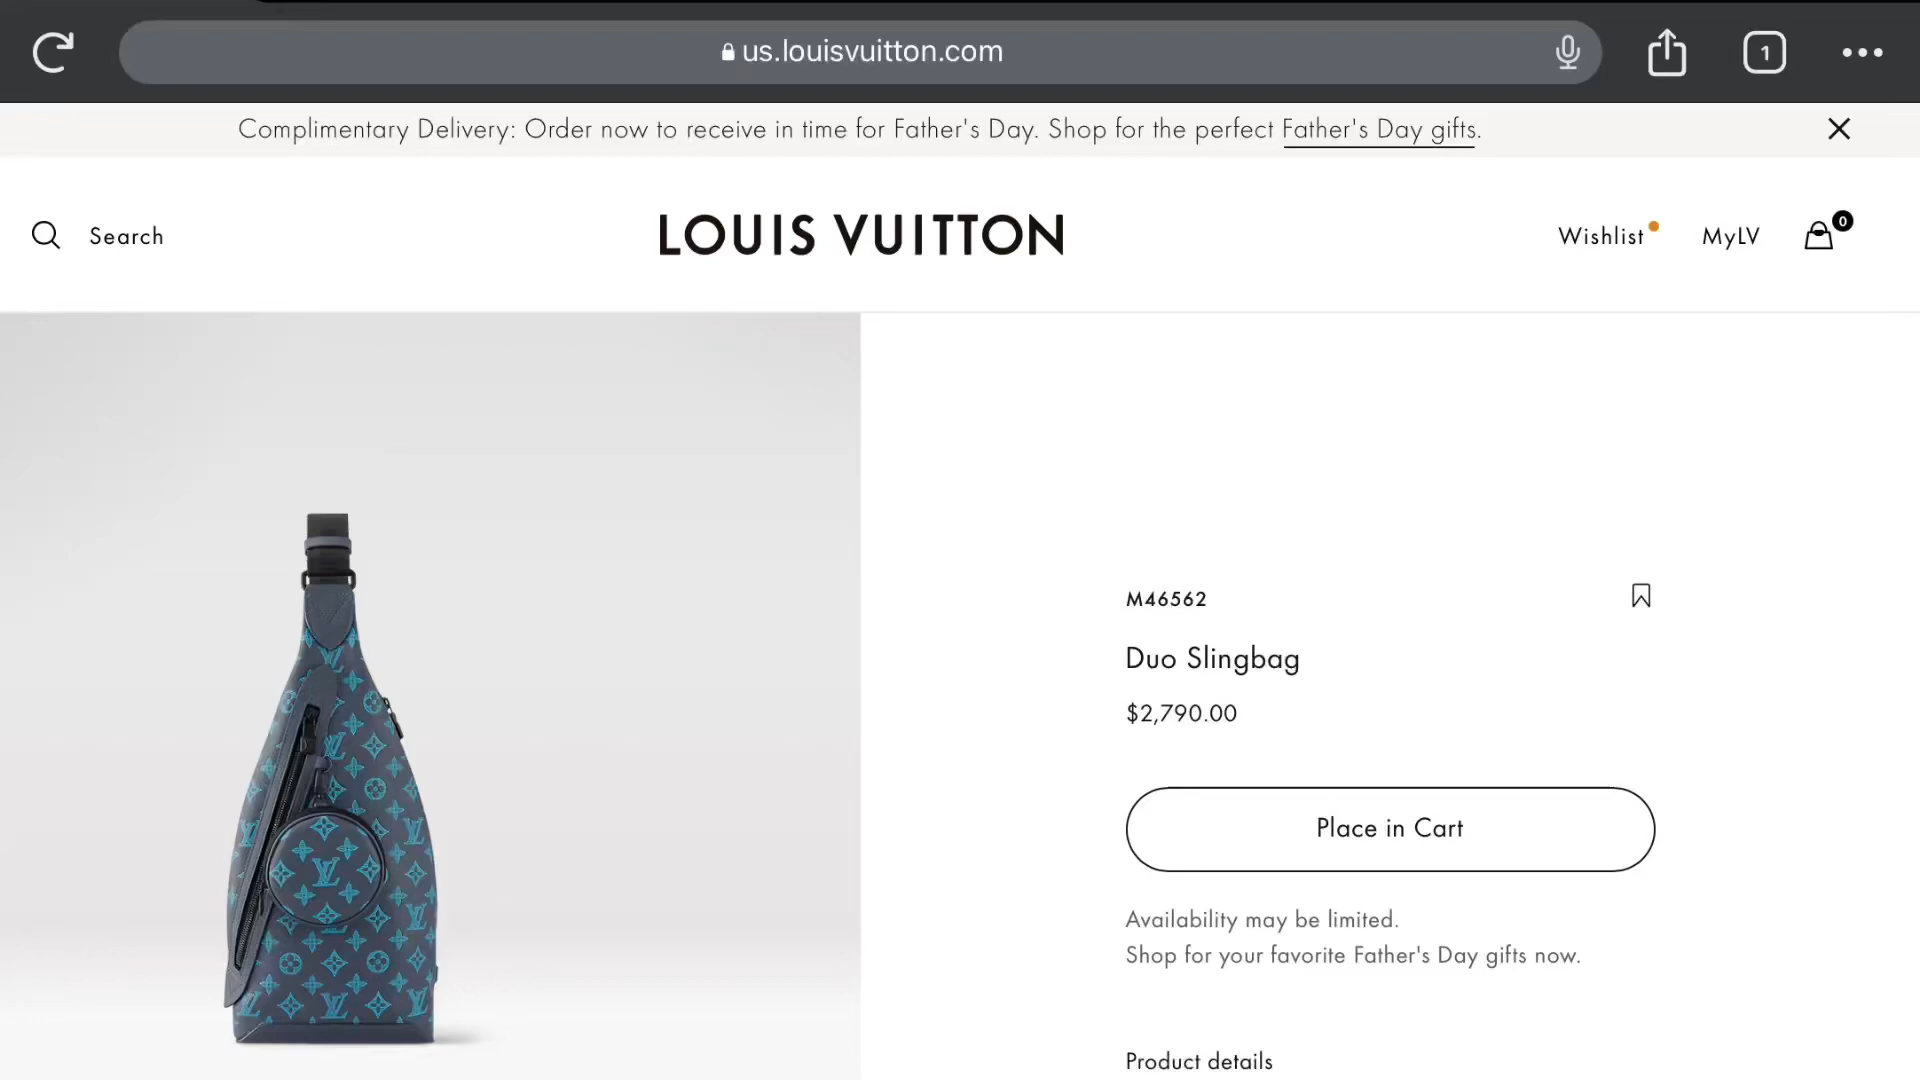 us.louisvuitton.com
1
Complimentary Delivery: Order now to receive in time for Father's Day. Shop for the perfect Father's Day gifts.
Search
LOUIS VUITTON
Wishlist
MyLV
0
M46562
Duo Slingbag
$2,790.00
Place in Cart
Availability may be limited.
Shop for your favorite Father's Day gifts now.
Product details